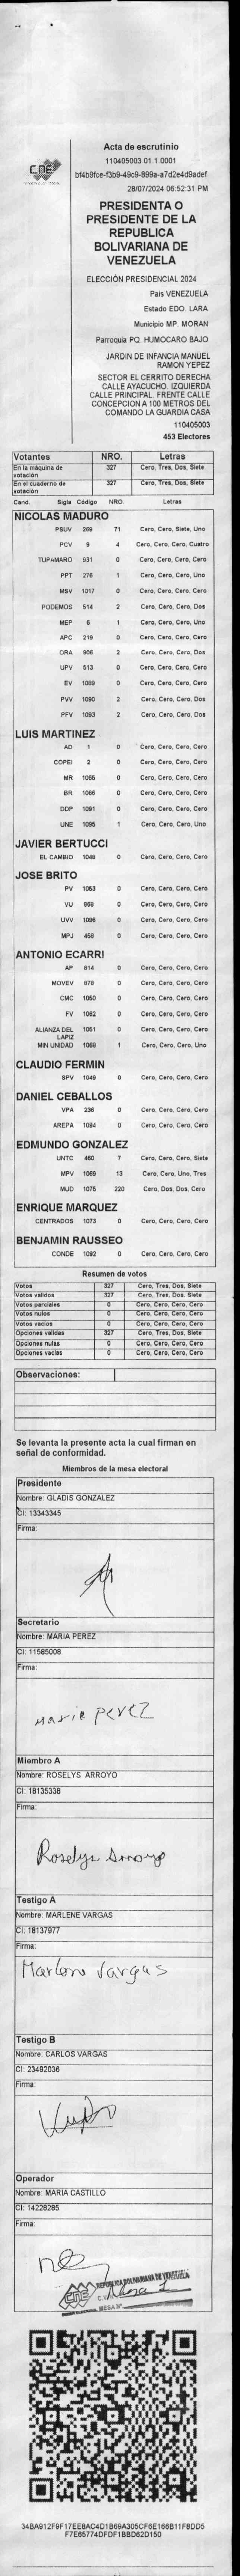 Acta de escrutinio
110405003.01.1.0001
bf4b9fce-f3b9-49c9-899a-a7d2e4d9adef
28/07/2024 06:52:31 PM
PRESIDENTA O
PRESIDENTE DE LA
REPUBLICA
BOLIVARIANA DE
VENEZUELA
ELECCIÓN PRESIDENCIAL 2024
País VENEZUELA
Estado EDO. LARA
Municipio MP. MORAN
Parroquia PQ. HUMOCARO BAJO
JARDIN DE INFANCIA MANUEL
RAMON YEPEZ
SECTOR EL CERRITO DERECHA
CALLE AYACUCHO. IZQUIERDA
CALLE PRINCIPAL. FRENTE CALLE
CONCEPCION A 100 METROS DEL
COMANDO LA GUARDIA CASA
110405003
453 Electores
CNE
Votantes NRO. Letras
En la máquina de votación 327 Cero, Tres, Dos, Siete
En el cuaderno de votación 327 Cero, Tres, Dos, Siete
Cand. Sigla Código NRO. Letras
NICOLAS MADURO
PSUV 269 71 Cero, Cero, Siete, Uno
PCV 9 4 Cero, Cero, Cero, Cuatro
TUPAMARO 931 0 Cero, Cero, Cero, Cero
PPT 276 1 Cero, Cero, Cero, Uno
MSV 1017 0 Cero, Cero, Cero, Cero
PODEMOS 514 2 Cero, Cero, Cero, Dos
MEP 6 1 Cero, Cero, Cero, Uno
APC 219 0 Cero, Cero, Cero, Cero
ORA 906 2 Cero, Cero, Cero, Dos
UPV 513 0 Cero, Cero, Cero, Cero
EV 1089 0 Cero, Cero, Cero, Cero
PVV 1090 2 Cero, Cero, Cero, Dos
PFV 1093 2 Cero, Cero, Cero, Dos
LUIS MARTINEZ
AD 1 0 Cero, Cero, Cero, Cero
COPEI 2 0 Cero, Cero, Cero, Cero
MR 1065 0 Cero, Cero, Cero, Cero
BR 1066 0 Cero, Cero, Cero, Cero
DDP 1091 0 Cero, Cero, Cero, Cero
UNE 1095 1 Cero, Cero, Cero, Uno
JAVIER BERTUCCI
EL CAMBIO 1048 0 Cero, Cero, Cero, Cero
JOSE BRITO
PV 1053 0 Cero, Cero, Cero, Cero
VU 868 0 Cero, Cero, Cero, Cero
UVV 1096 0 Cero, Cero, Cero, Cero
MPJ 458 0 Cero, Cero, Cero, Cero
ANTONIO ECARRI
AP 814 0 Cero, Cero, Cero, Cero
MOVEV 979 0 Cero, Cero, Cero, Cero
CMC 1050 0 Cero, Cero, Cero, Cero
FV 1062 0 Cero, Cero, Cero, Cero
ALIANZA DEL LAPIZ 1051 0 Cero, Cero, Cero, Cero
MIN UNIDAD 1069 1 Cero, Cero, Cero, Uno
CLAUDIO FERMIN
SPV 1049 0 Cero, Cero, Cero, Cero
DANIEL CEBALLOS
VPA 236 0 Cero, Cero, Cero, Cero
AREPA 1094 0 Cero, Cero, Cero, Cero
EDMUNDO GONZALEZ
UNTC 460 7 Cero, Cero, Cero, Siete
MPV 1059 13 Cero, Cero, Uno, Tres
MUD 1075 220 Cero, Dos, Dos, Cero
ENRIQUE MARQUEZ
CENTRADOS 1073 0 Cero, Cero, Cero, Cero
BENJAMIN RAUSSEO
CONDE 1092 0 Cero, Cero, Cero, Cero
Resumen de votos
Votos 327 Cero, Tres, Dos, Siete
Votos validos 327 Cero, Tres, Dos, Siete
Votos parciales 0 Cero, Cero, Cero, Cero
Votos nulos 0 Cero, Cero, Cero, Cero
Votos vacios 0 Cero, Cero, Cero, Cero
Opciones validas 327 Cero, Tres, Dos, Siete
Opciones nulas 0 Cero, Cero, Cero, Cero
Opciones vacias 0 Cero, Cero, Cero, Cero
Observaciones:
Se levanta la presente acta la cual firman en
señal de conformidad.
Miembros de la mesa electoral
Presidente
Nombre: GLADIS GONZALEZ
CI: 13343345
Firma:
Secretario
Nombre: MARIA PEREZ
CI: 11585008
Firma:
maria perez
Miembro A
Nombre: ROSELYS ARROYO
CI: 18135338
Firma:
Roselys Arroyo
Testigo A
Nombre: MARLENE VARGAS
CI: 18137977
Firma:
Marlene Vargas
Testigo B
Nombre: CARLOS VARGAS
CI: 23492036
Firma:
Operador
Nombre: MARIA CASTILLO
CI: 14228285
Firma:
CNE
REPUBLICA BOLIVARIANA DE VENEZUELA
MESA N°
34BA912F9F17EE8AC4D1B69A305CF6E166B11F8DD5
F7E65774DFDF1BBD62D150